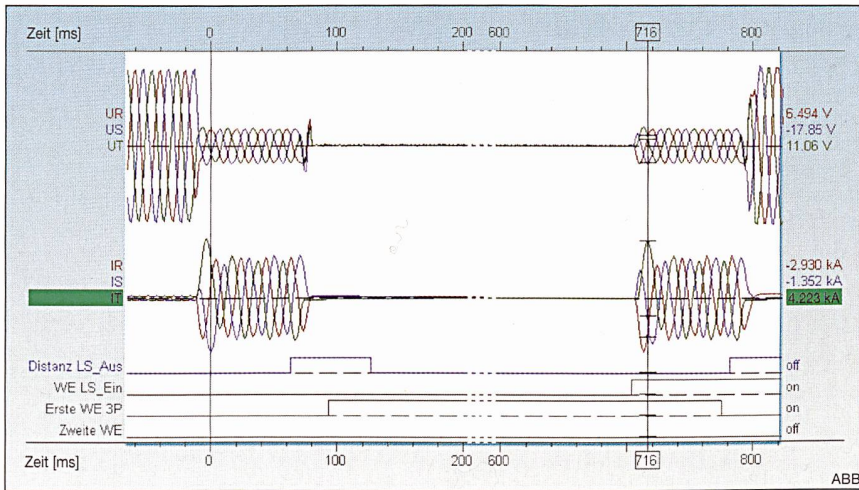 Zeit [ms] 0 100 200 600 716 800
UR 6.494 V
US -17.85 V
UT 11.06 V
IR -2.930 kA
IS -1.352 kA
IT 4.223 kA
Distanz LS_Aus off
WE LS_Ein on
Erste WE 3P on
Zweite WE off
Zeit [ms] 0 100 200 600 716 800
ABB